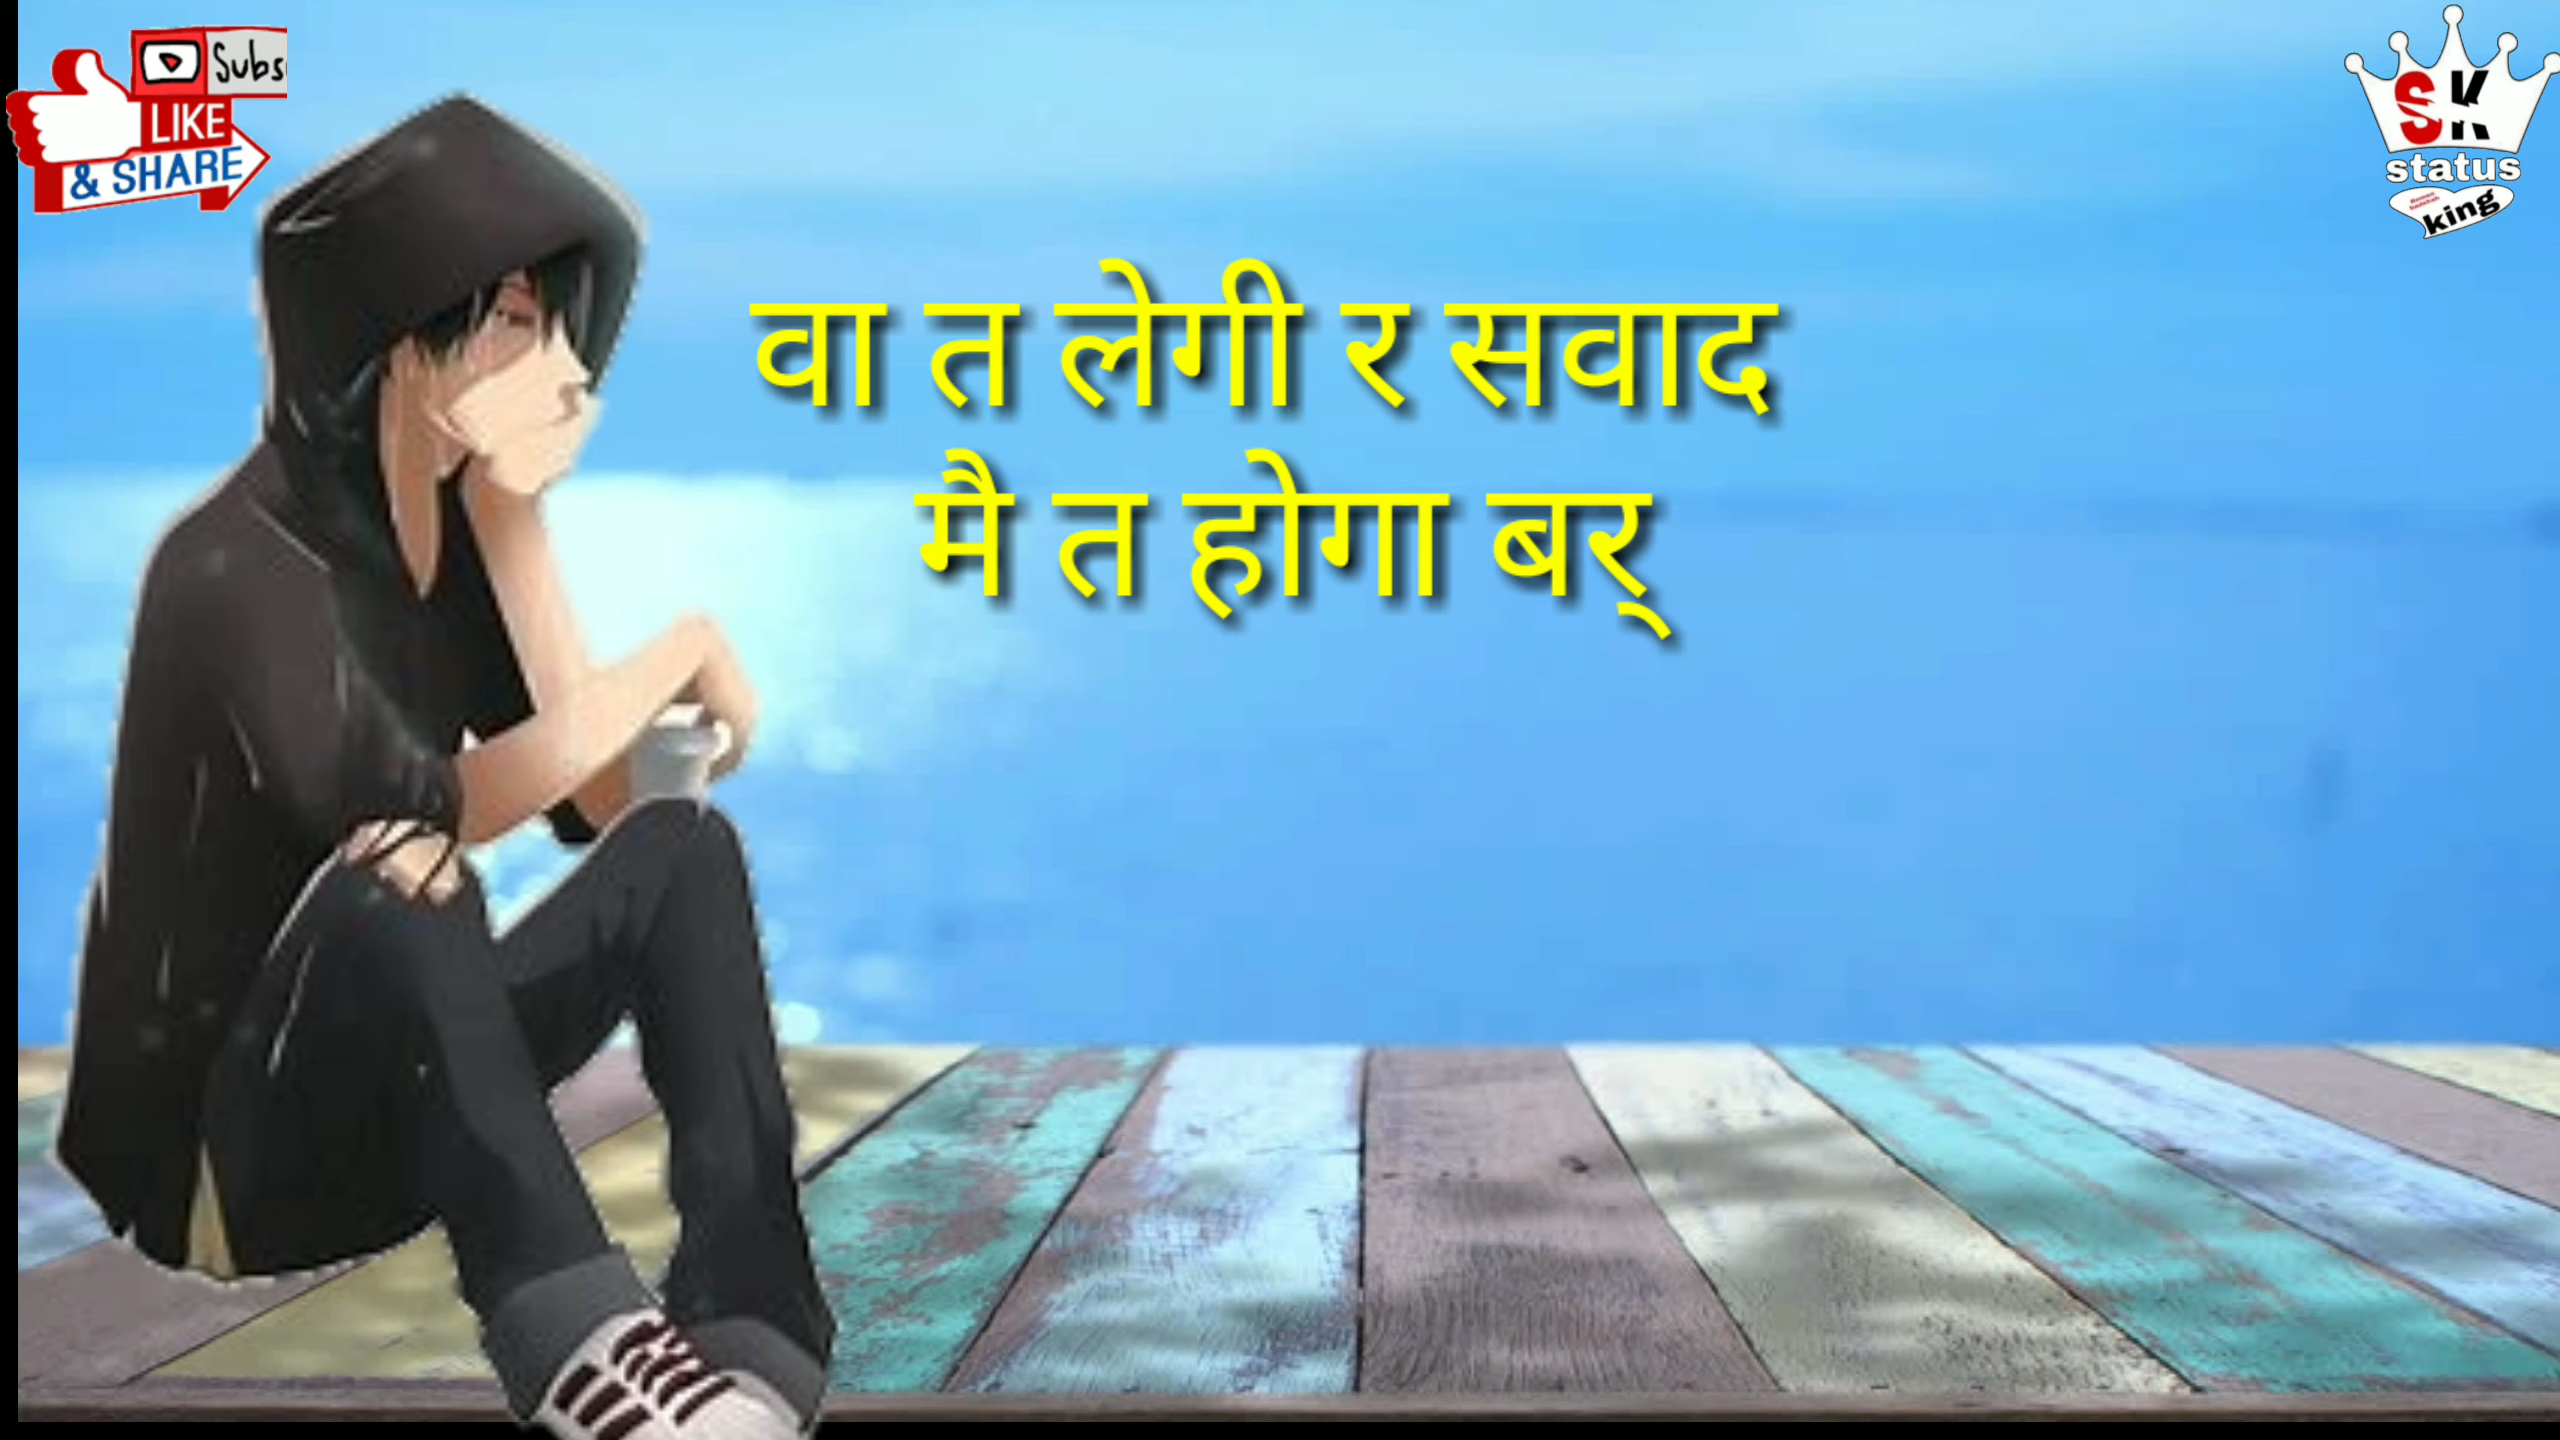 Subs
LIKE
& SHARE
SK
status
king
वा त लेगी र सवाद
मै त होगा बर्